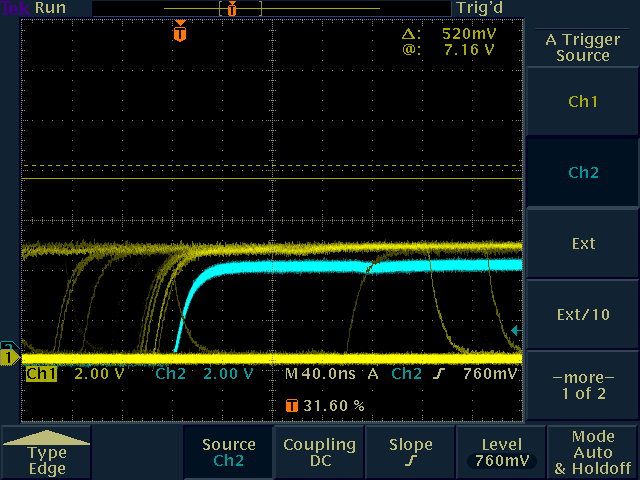 Tek Run Trig'd
T
T
Δ: 520mV
@: 7.16 V
A Trigger
Source
Ch1
Ch2
Ext
Ext/10
-more-
1 of 2
2
1
Ch1 2.00 V Ch2 2.00 V M 40.0ns A Ch2 760mV
T 31.60 %
Type
Edge
Source
Ch2
Coupling
DC
Slope
Level
760mV
Mode
Auto
& Holdoff